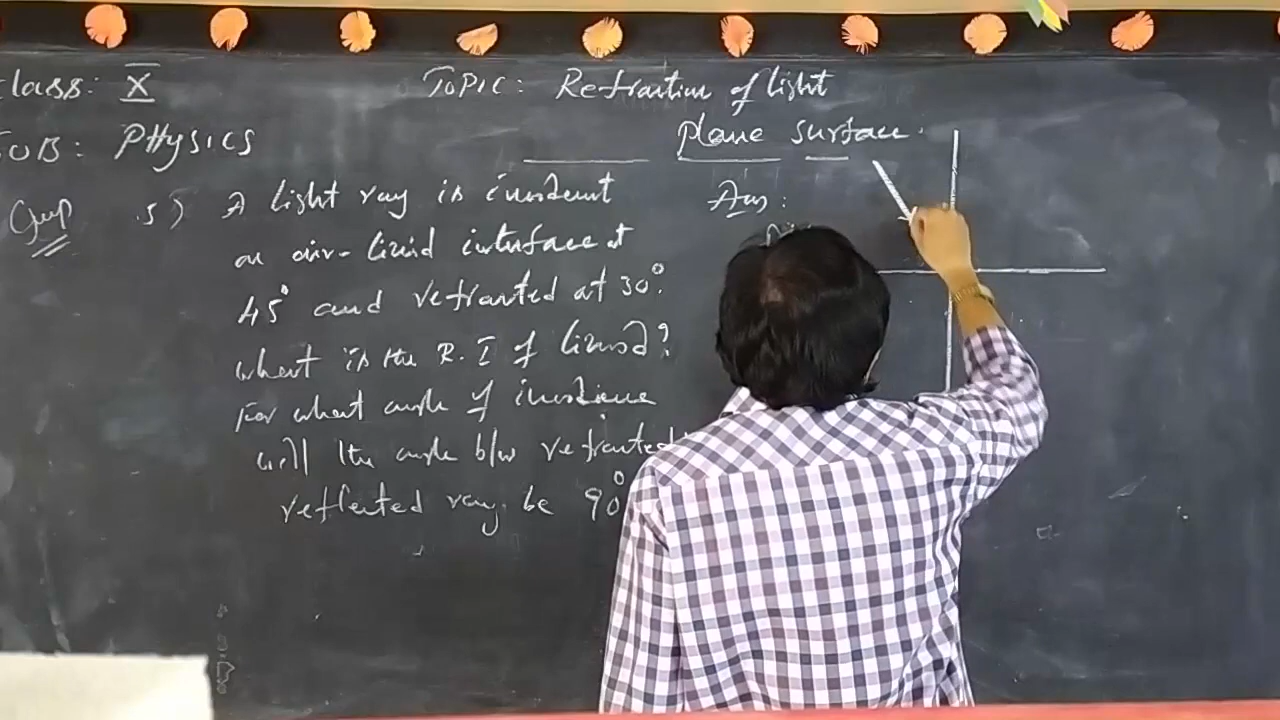 class: X
TOPIC: Refraction of light
SUB: PHYSICS
plane surface.
5) A light ray is incident
on air-liquid interface at
45° and refracted at 30°.
what is the R.I of liquid?
For what angle of incidence
will the angle b/w refracted
reflected ray be 90°
Ans: